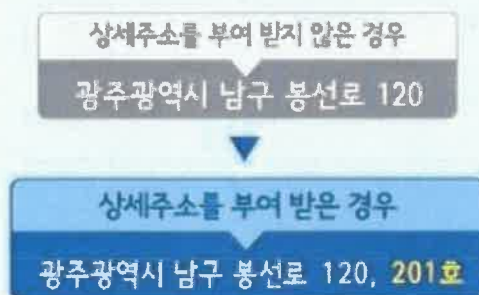 상세주소를 부여 받지 않은 경우
광주광역시 남구 봉선로 120
상세주소를 부여 받은 경우
광주광역시 남구 봉선로 120, 201호